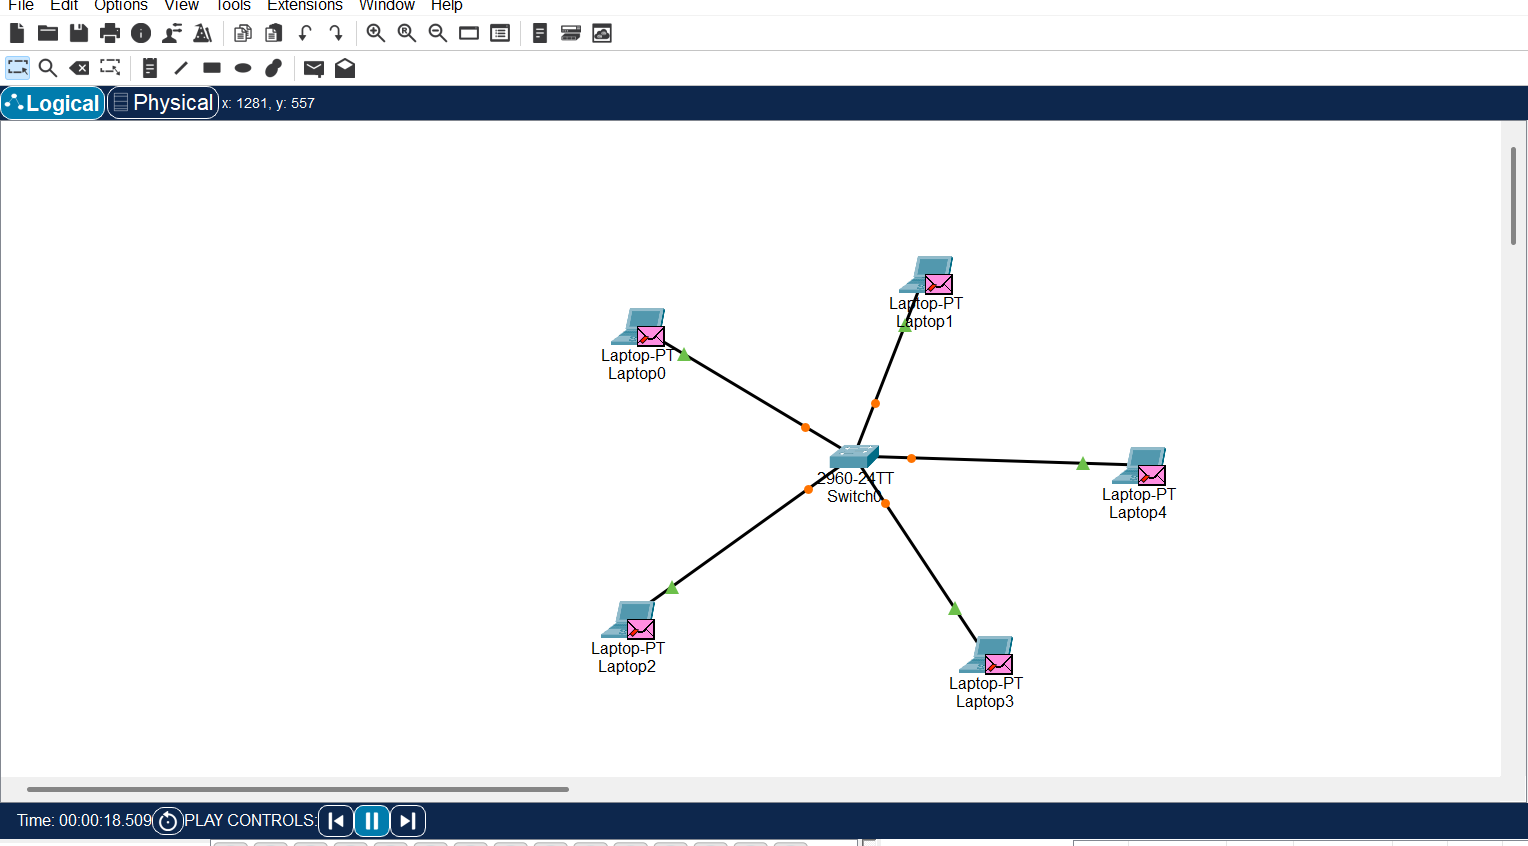 File Edit Options View Tools Extensions Window Help
Logical Physical x: 1281, y: 557
Laptop-PT
Laptop1
Laptop-PT
Laptop0
2960-24TT
Switch0
Laptop-PT
Laptop4
Laptop-PT
Laptop2
Laptop-PT
Laptop3
Time: 00:00:18.509 PLAY CONTROLS: